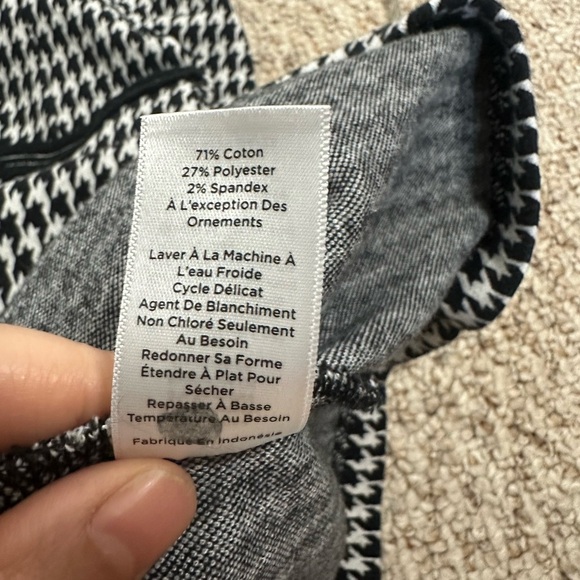 71% Coton
27% Polyester
2% Spandex
À L'exception Des
Ornements
Laver À La Machine À
L'eau Froide
Cycle Délicat
Agent De Blanchiment
Non Chloré Seulement
Au Besoin
Redonner Sa Forme
Étendre À Plat Pour
Sécher
Repasser À Basse
Température Au Besoin
Fabriqué En Indonésie